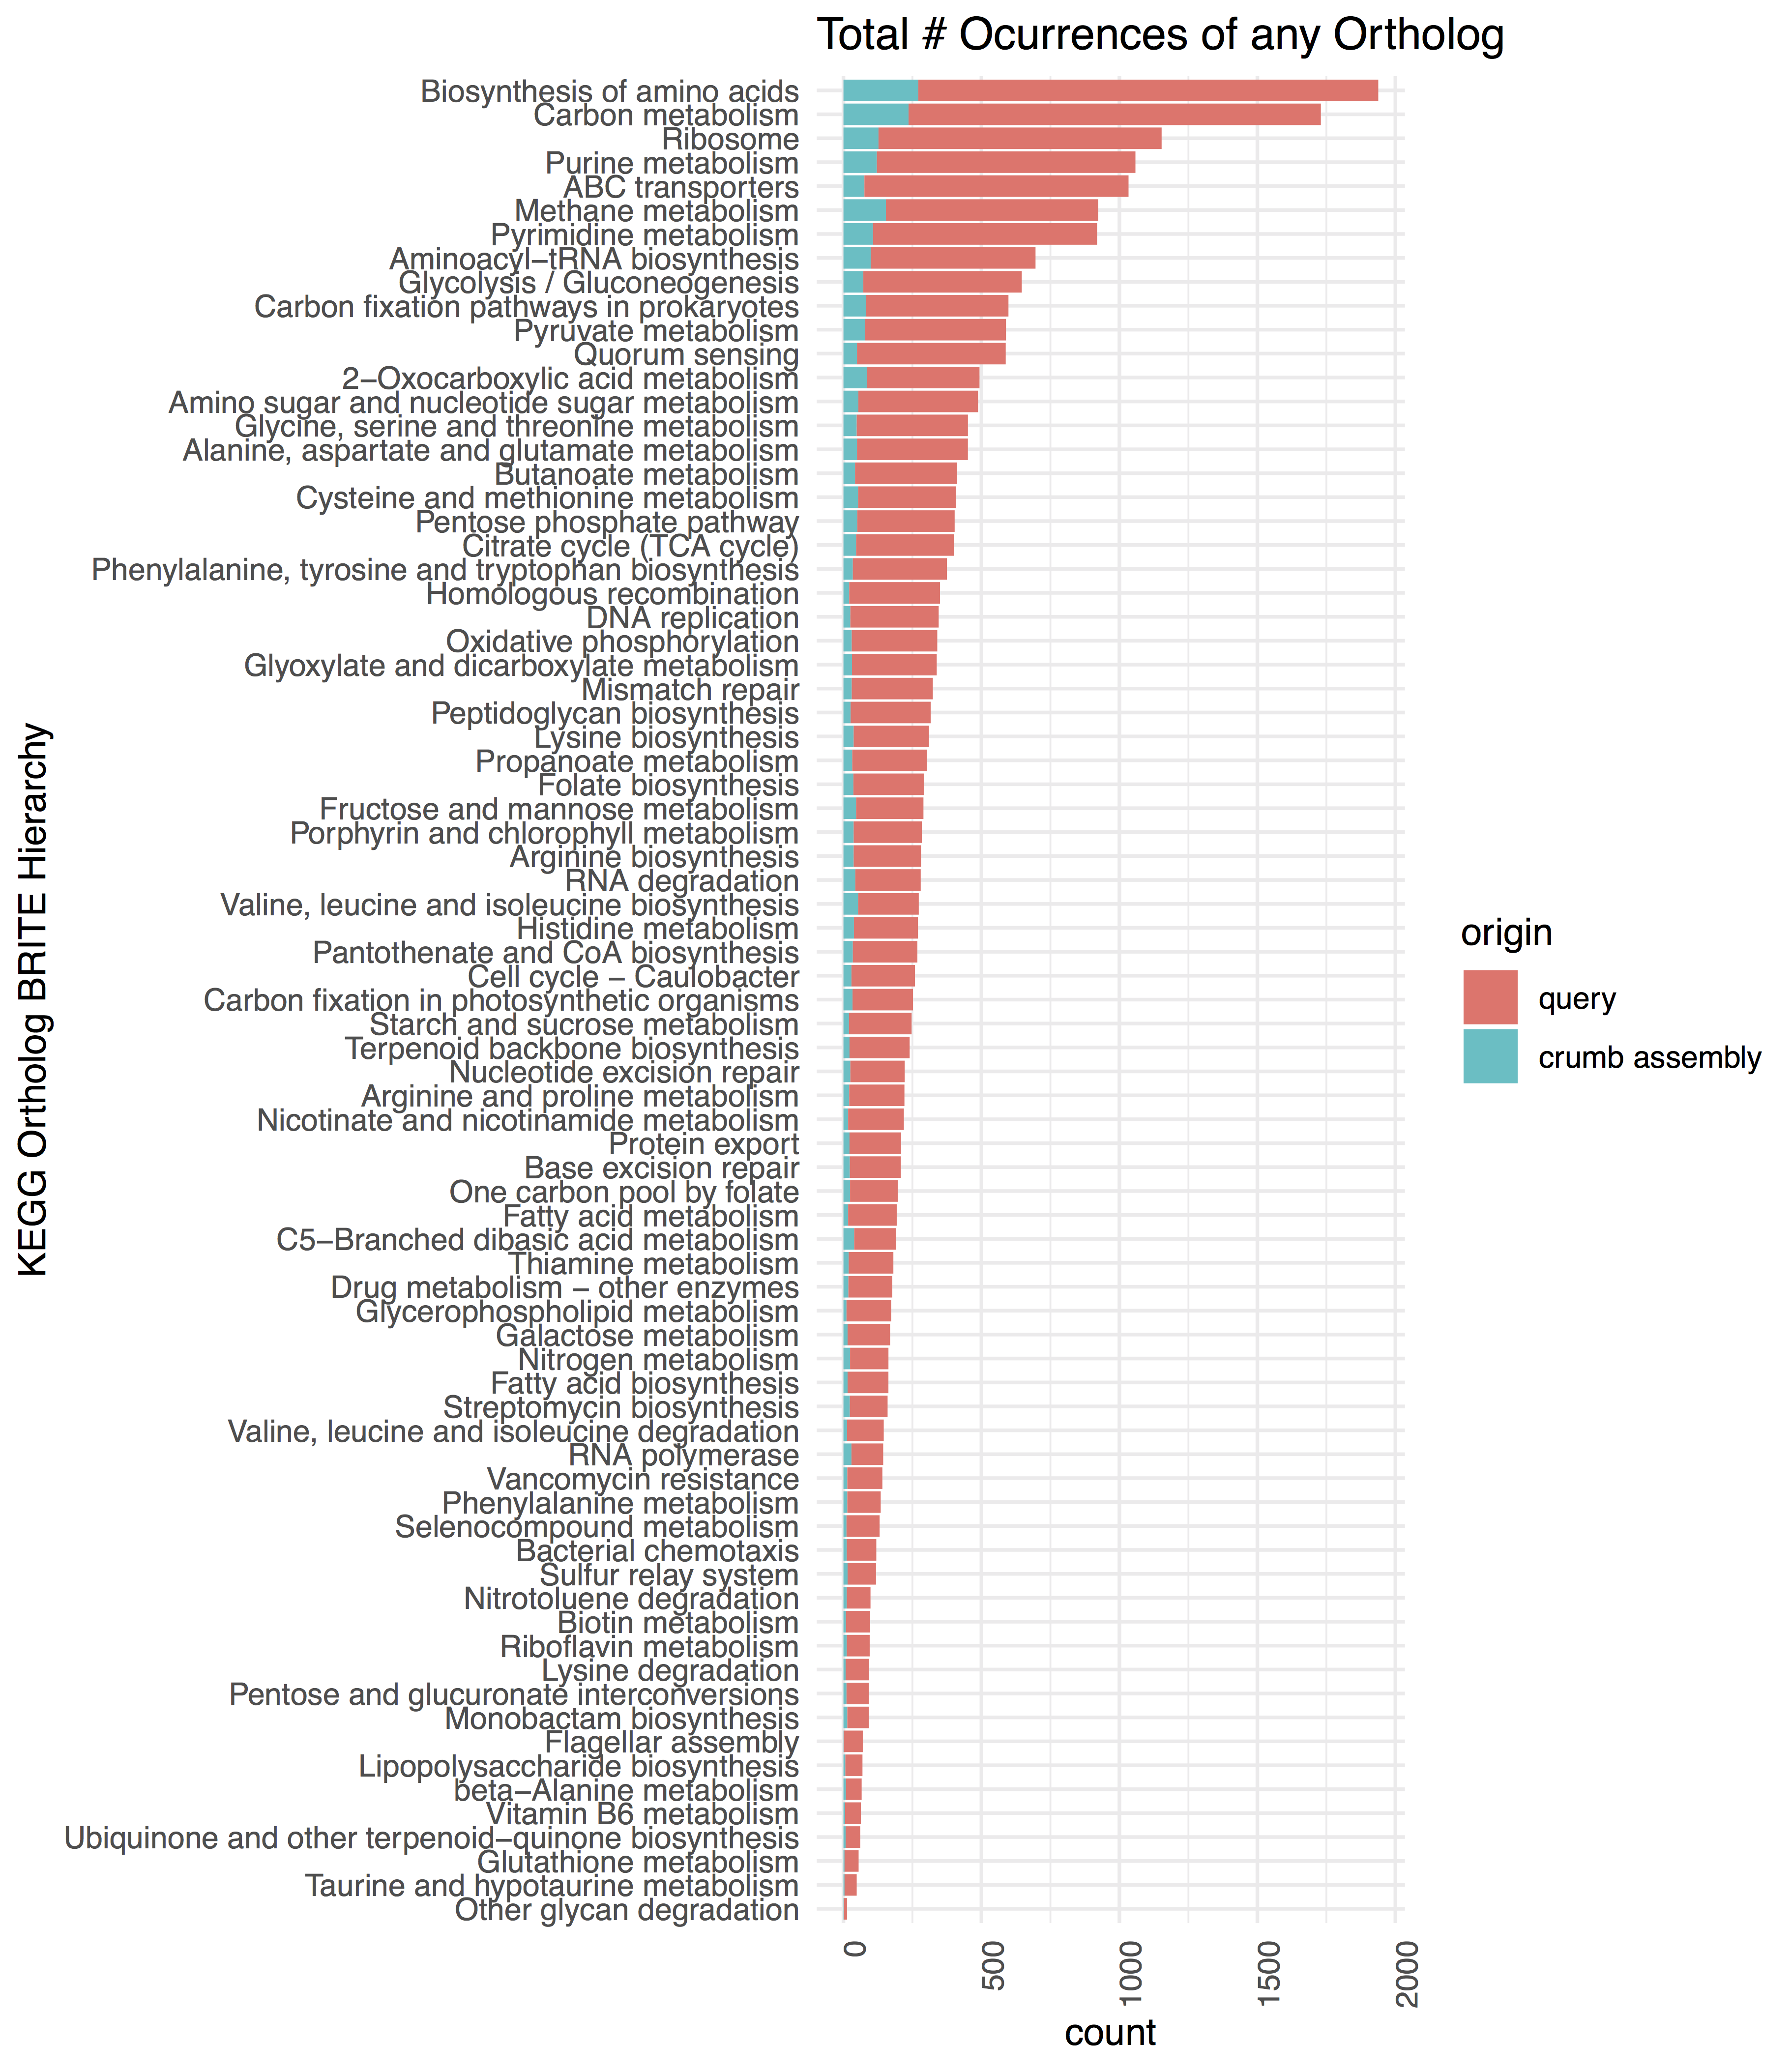 Total # Ocurrences of any Ortholog
Biosynthesis of amino acids
Carbon metabolism
Ribosome
Purine metabolism
ABC transporters
Methane metabolism
Pyrimidine metabolism
Aminoacyl−tRNA biosynthesis
Glycolysis / Gluconeogenesis
Carbon fixation pathways in prokaryotes
Pyruvate metabolism
Quorum sensing
2−Oxocarboxylic acid metabolism
Amino sugar and nucleotide sugar metabolism
Glycine, serine and threonine metabolism
Alanine, aspartate and glutamate metabolism
Butanoate metabolism
Cysteine and methionine metabolism
Pentose phosphate pathway
Citrate cycle (TCA cycle)
Phenylalanine, tyrosine and tryptophan biosynthesis
Homologous recombination
DNA replication
Oxidative phosphorylation
Glyoxylate and dicarboxylate metabolism
Mismatch repair
Peptidoglycan biosynthesis
Lysine biosynthesis
Propanoate metabolism
Folate biosynthesis
Fructose and mannose metabolism
Porphyrin and chlorophyll metabolism
Arginine biosynthesis
RNA degradation
Valine, leucine and isoleucine biosynthesis
Histidine metabolism
Pantothenate and CoA biosynthesis
Cell cycle − Caulobacter
Carbon fixation in photosynthetic organisms
Starch and sucrose metabolism
Terpenoid backbone biosynthesis
Nucleotide excision repair
Arginine and proline metabolism
Nicotinate and nicotinamide metabolism
Protein export
Base excision repair
One carbon pool by folate
Fatty acid metabolism
C5−Branched dibasic acid metabolism
Thiamine metabolism
Drug metabolism − other enzymes
Glycerophospholipid metabolism
Galactose metabolism
Nitrogen metabolism
Fatty acid biosynthesis
Streptomycin biosynthesis
Valine, leucine and isoleucine degradation
RNA polymerase
Vancomycin resistance
Phenylalanine metabolism
Selenocompound metabolism
Bacterial chemotaxis
Sulfur relay system
Nitrotoluene degradation
Biotin metabolism
Riboflavin metabolism
Lysine degradation
Pentose and glucuronate interconversions
Monobactam biosynthesis
Flagellar assembly
Lipopolysaccharide biosynthesis
beta−Alanine metabolism
Vitamin B6 metabolism
Ubiquinone and other terpenoid−quinone biosynthesis
Glutathione metabolism
Taurine and hypotaurine metabolism
Other glycan degradation
KEGG Ortholog BRITE Hierarchy
0
500
1000
1500
2000
count
origin
query
crumb assembly